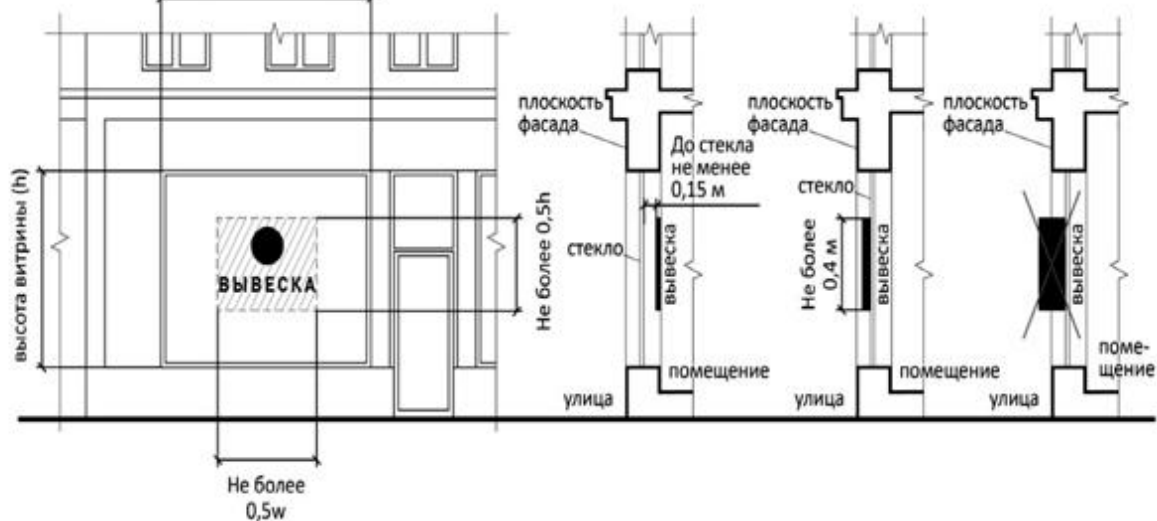 высота витрины (h)
ВЫВЕСКА
Не более 0,5h
Не более
0,5w
плоскость
фасада
До стекла
не менее
0,15 м
стекло
вывеска
помещение
улица
плоскость
фасада
стекло
Не более
0,4 м
вывеска
помещение
улица
плоскость
фасада
вывеска
поме-
щение
улица